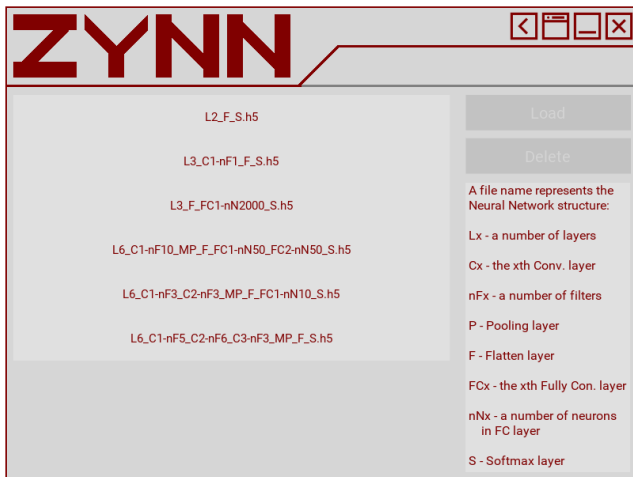 ZYNN
L2_F_S.h5
L3_C1-nF1_F_S.h5
L3_F_FC1-nN2000_S.h5
L6_C1-nF10_MP_F_FC1-nN50_FC2-nN50_S.h5
L6_C1-nF3_C2-nF3_MP_F_FC1-nN10_S.h5
L6_C1-nF5_C2-nF6_C3-nF3_MP_F_S.h5
Load
Delete
A file name represents the
Neural Network structure:
Lx - a number of layers
Cx - the xth Conv. layer
nFx - a number of filters
P - Pooling layer
F - Flatten layer
FCx - the xth Fully Con. layer
nNx - a number of neurons
in FC layer
S - Softmax layer